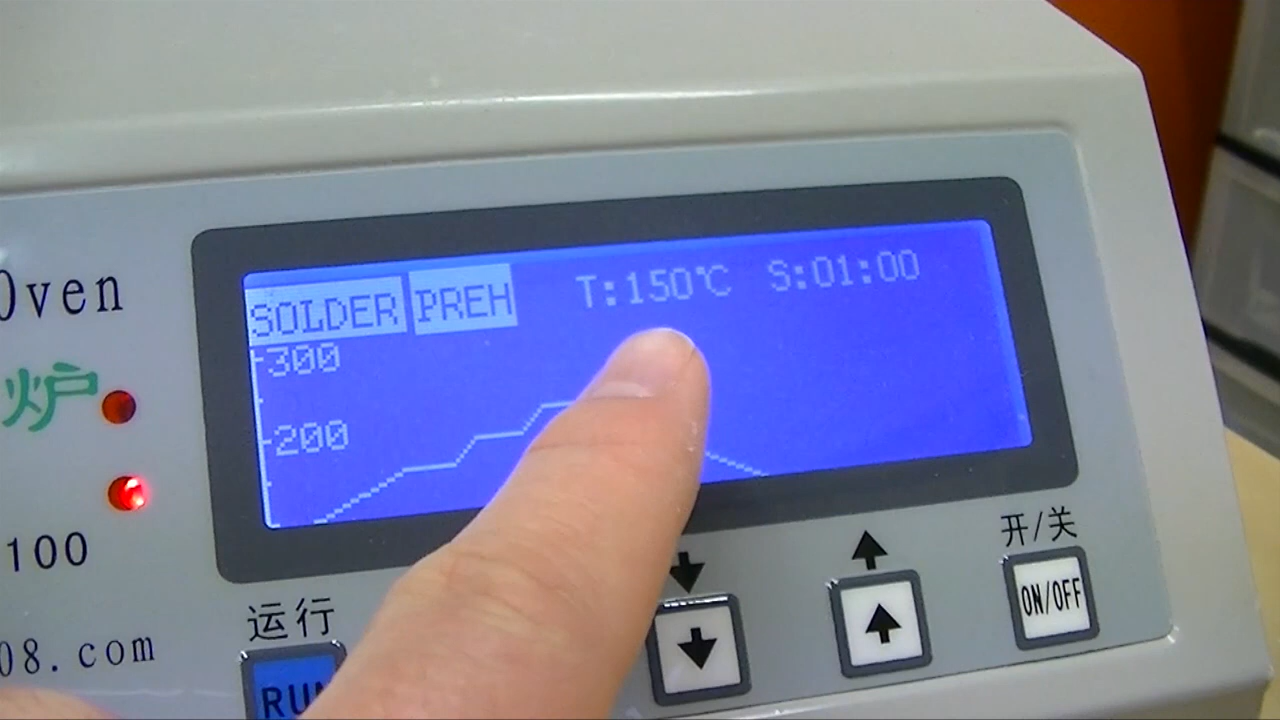 Oven
炉
100
08.com
SOLDER PREH T:150℃ S:01:00
300
200
运行
RUN
开/关
ON/OFF